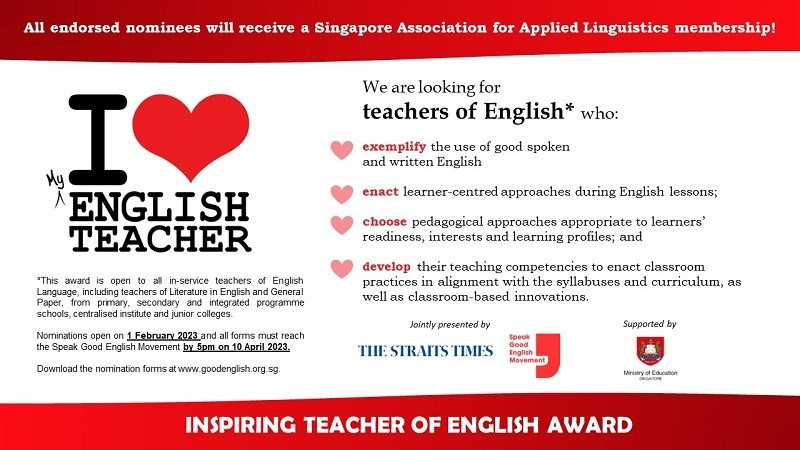 All endorsed nominees will receive a Singapore Association for Applied Linguistics membership!
I
My
ENGLISH
TEACHER
*This award is open to all in-service teachers of English
Language, including teachers of Literature in English and General
Paper, from primary, secondary and integrated programme
schools, centralised institute and junior colleges.
Nominations open on 1 February 2023 and all forms must reach
the Speak Good English Movement by 5pm on 10 April 2023.
Download the nomination forms at www.goodenglish.org.sg.
We are looking for
teachers of English* who:
exemplify the use of good spoken
and written English
enact learner-centred approaches during English lessons;
choose pedagogical approaches appropriate to learners'
readiness, interests and learning profiles; and
develop their teaching competencies to enact classroom
practices in alignment with the syllabuses and curriculum, as
well as classroom-based innovations.
Jointly presented by
THE STRAITS TIMES
Speak
Good
English
Movement
Supported by
Ministry of Education
SINGAPORE
INSPIRING TEACHER OF ENGLISH AWARD